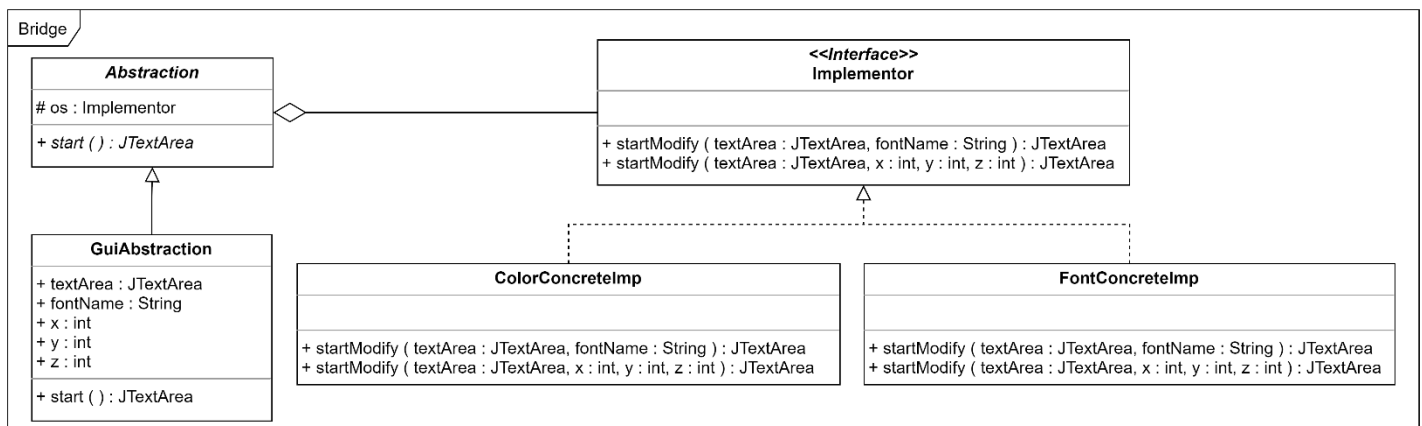 Bridge
Abstraction
# os : Implementor
+ start ( ) : JTextArea
<<Interface>>
Implementor
+ startModify ( textArea : JTextArea, fontName : String ) : JTextArea
+ startModify ( textArea : JTextArea, x : int, y : int, z : int ) : JTextArea
GuiAbstraction
+ textArea : JTextArea
+ fontName : String
+ x : int
+ y : int
+ z : int
+ start ( ) : JTextArea
ColorConcreteImp
+ startModify ( textArea : JTextArea, fontName : String ) : JTextArea
+ startModify ( textArea : JTextArea, x : int, y : int, z : int ) : JTextArea
FontConcreteImp
+ startModify ( textArea : JTextArea, fontName : String ) : JTextArea
+ startModify ( textArea : JTextArea, x : int, y : int, z : int ) : JTextArea